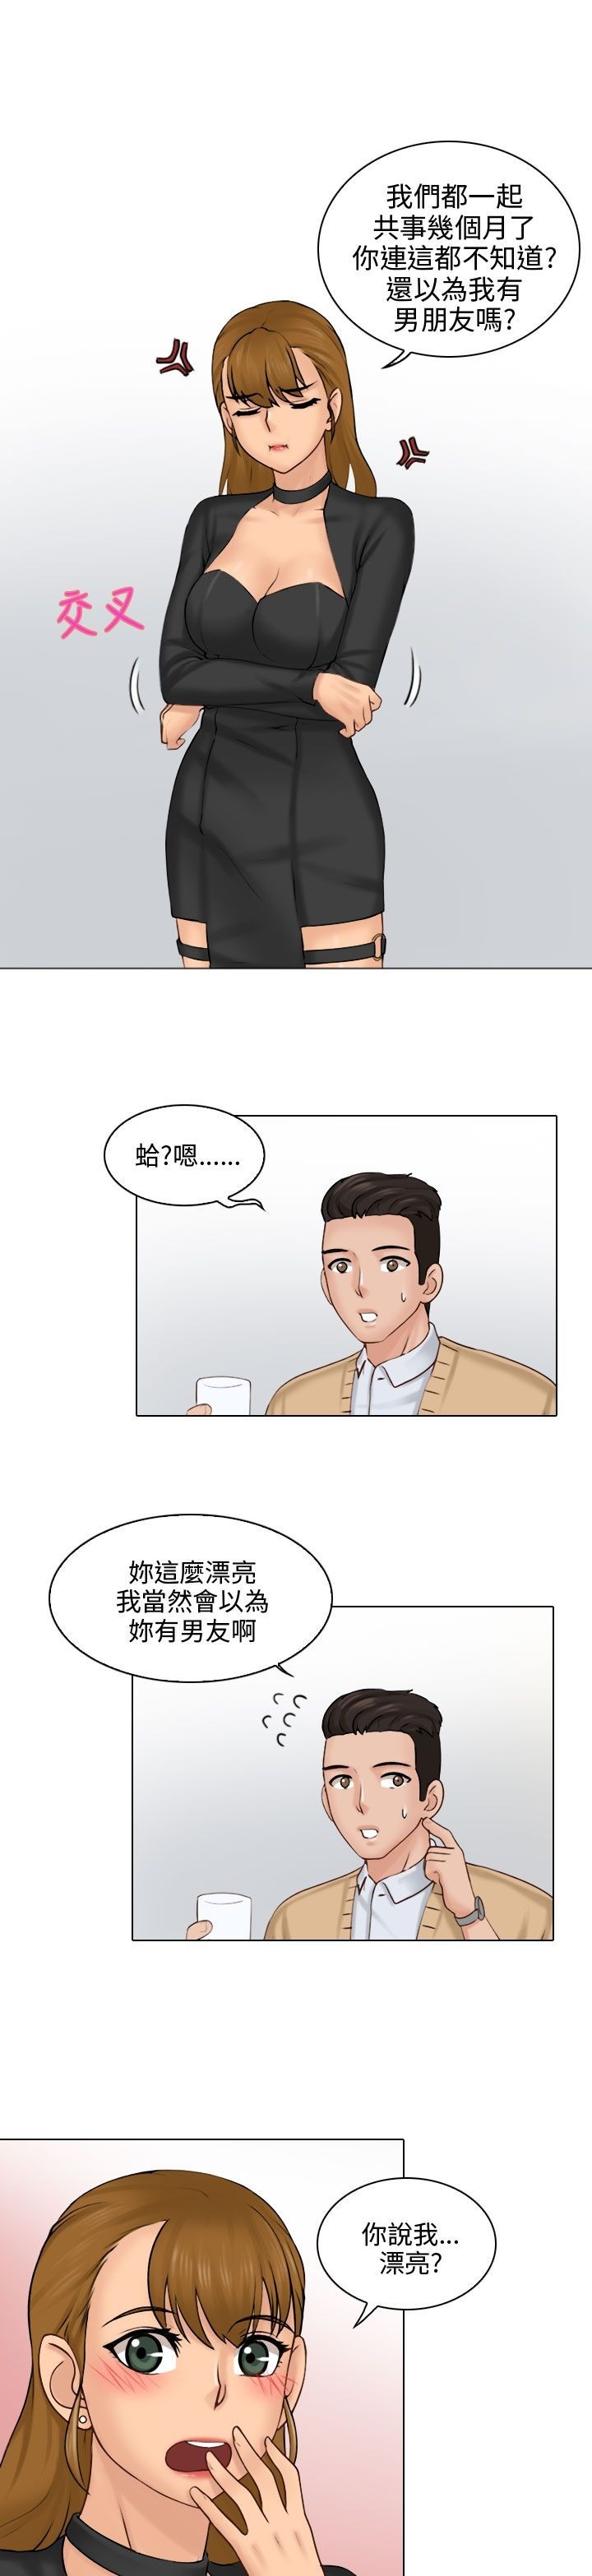 我們都一起
共事幾個月了
你連這都不知道?
還以為我有
男朋友嗎?
交叉
蛤?嗯......
妳這麼漂亮
我當然會以為
妳有男友啊
你說我...
漂亮?